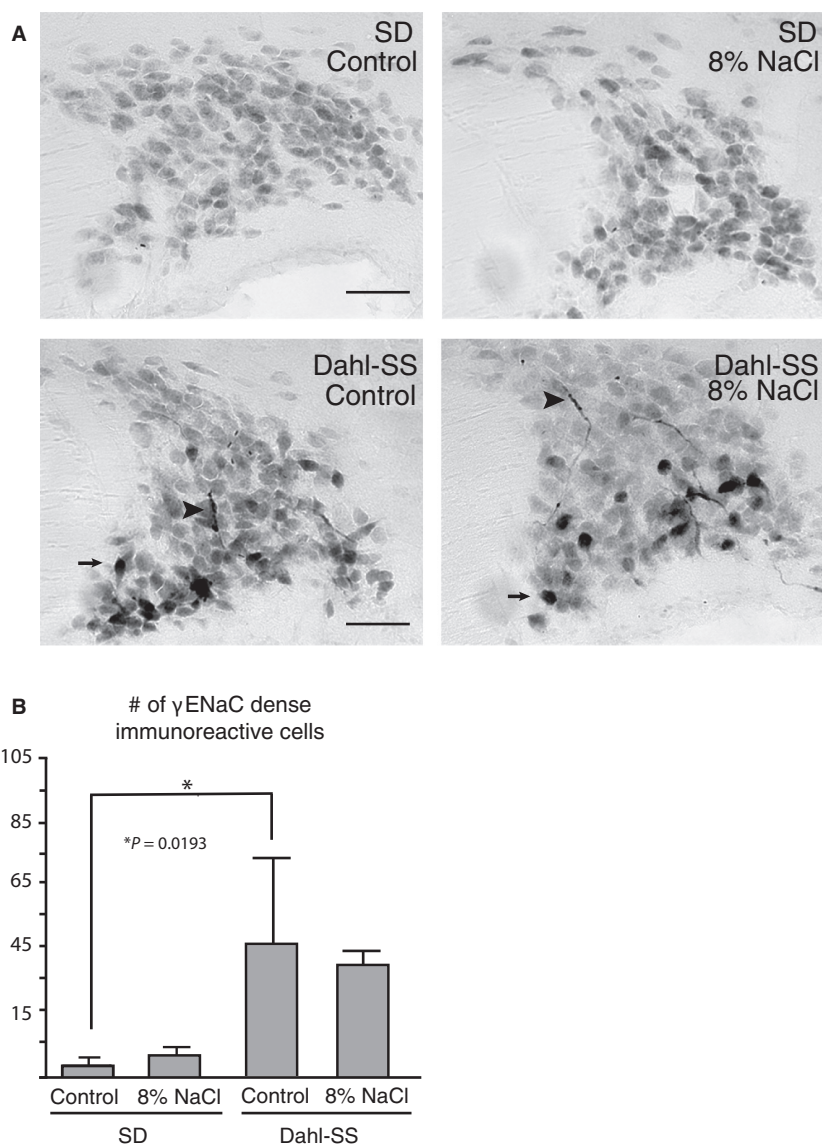 A
SD
Control
SD
8% NaCl
Dahl-SS
Control
Dahl-SS
8% NaCl
B
# of γENaC dense
immunoreactive cells
105
85
65
45
15
*
*P = 0.0193
Control
8% NaCl
Control
8% NaCl
SD
Dahl-SS